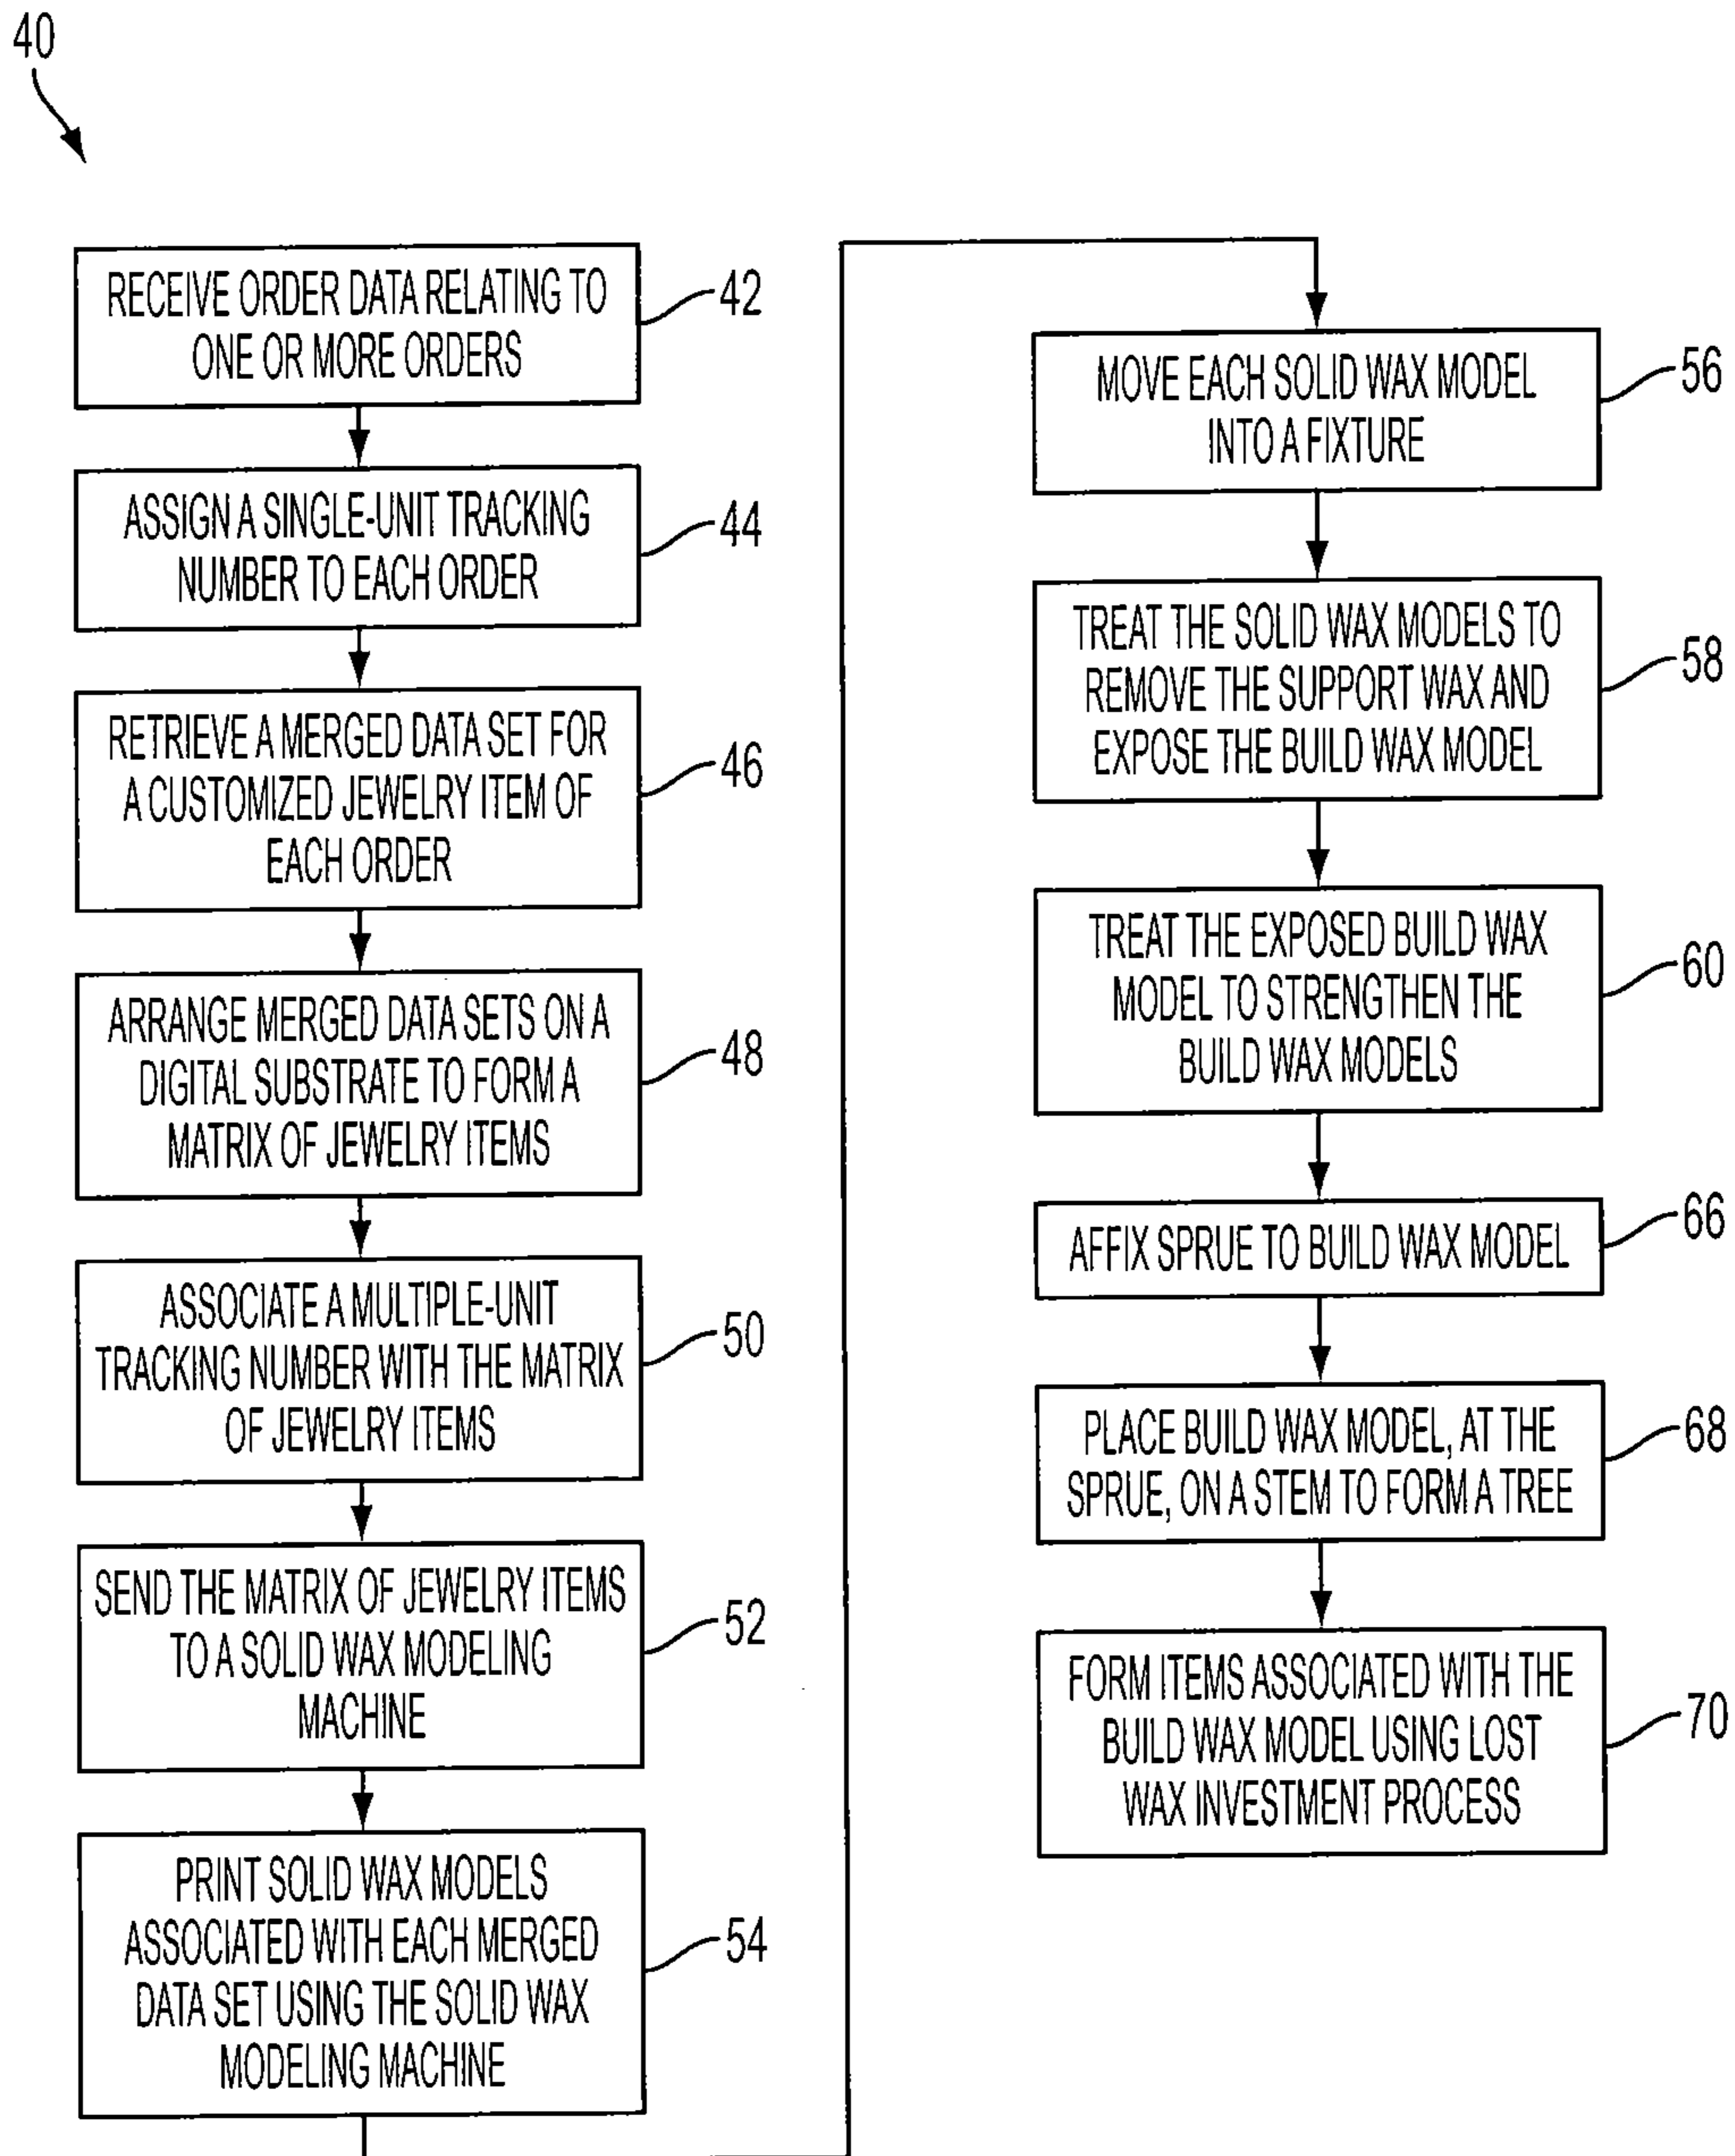 40
RECEIVE ORDER DATA RELATING TO
ONE OR MORE ORDERS
42
ASSIGN A SINGLE-UNIT TRACKING
NUMBER TO EACH ORDER
44
RETRIEVE A MERGED DATA SET FOR
A CUSTOMIZED JEWELRY ITEM OF
EACH ORDER
46
ARRANGE MERGED DATA SETS ON A
DIGITAL SUBSTRATE TO FORM A
MATRIX OF JEWELRY ITEMS
48
ASSOCIATE A MULTIPLE-UNIT
TRACKING NUMBER WITH THE MATRIX
OF JEWELRY ITEMS
50
SEND THE MATRIX OF JEWELRY ITEMS
TO A SOLID WAX MODELING
MACHINE
52
PRINT SOLID WAX MODELS
ASSOCIATED WITH EACH MERGED
DATA SET USING THE SOLID WAX
MODELING MACHINE
54
MOVE EACH SOLID WAX MODEL
INTO A FIXTURE
56
TREAT THE SOLID WAX MODELS TO
REMOVE THE SUPPORT WAX AND
EXPOSE THE BUILD WAX MODEL
58
TREAT THE EXPOSED BUILD WAX
MODEL TO STRENGTHEN THE
BUILD WAX MODELS
60
AFFIX SPRUE TO BUILD WAX MODEL
66
PLACE BUILD WAX MODEL, AT THE
SPRUE, ON A STEM TO FORM A TREE
68
FORM ITEMS ASSOCIATED WITH THE
BUILD WAX MODEL USING LOST
WAX INVESTMENT PROCESS
70